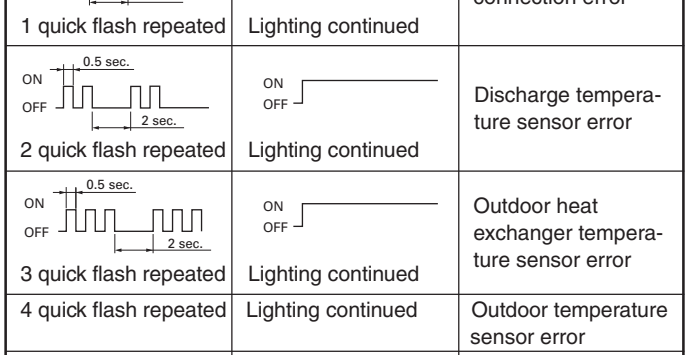 connection error
1 quick flash repeated
Lighting continued
0.5 sec.
ON
OFF
2 sec.
2 quick flash repeated
ON
OFF
Lighting continued
Discharge tempera-
ture sensor error
0.5 sec.
ON
OFF
2 sec.
3 quick flash repeated
ON
OFF
Lighting continued
Outdoor heat
exchanger tempera-
ture sensor error
4 quick flash repeated
Lighting continued
Outdoor temperature
sensor error